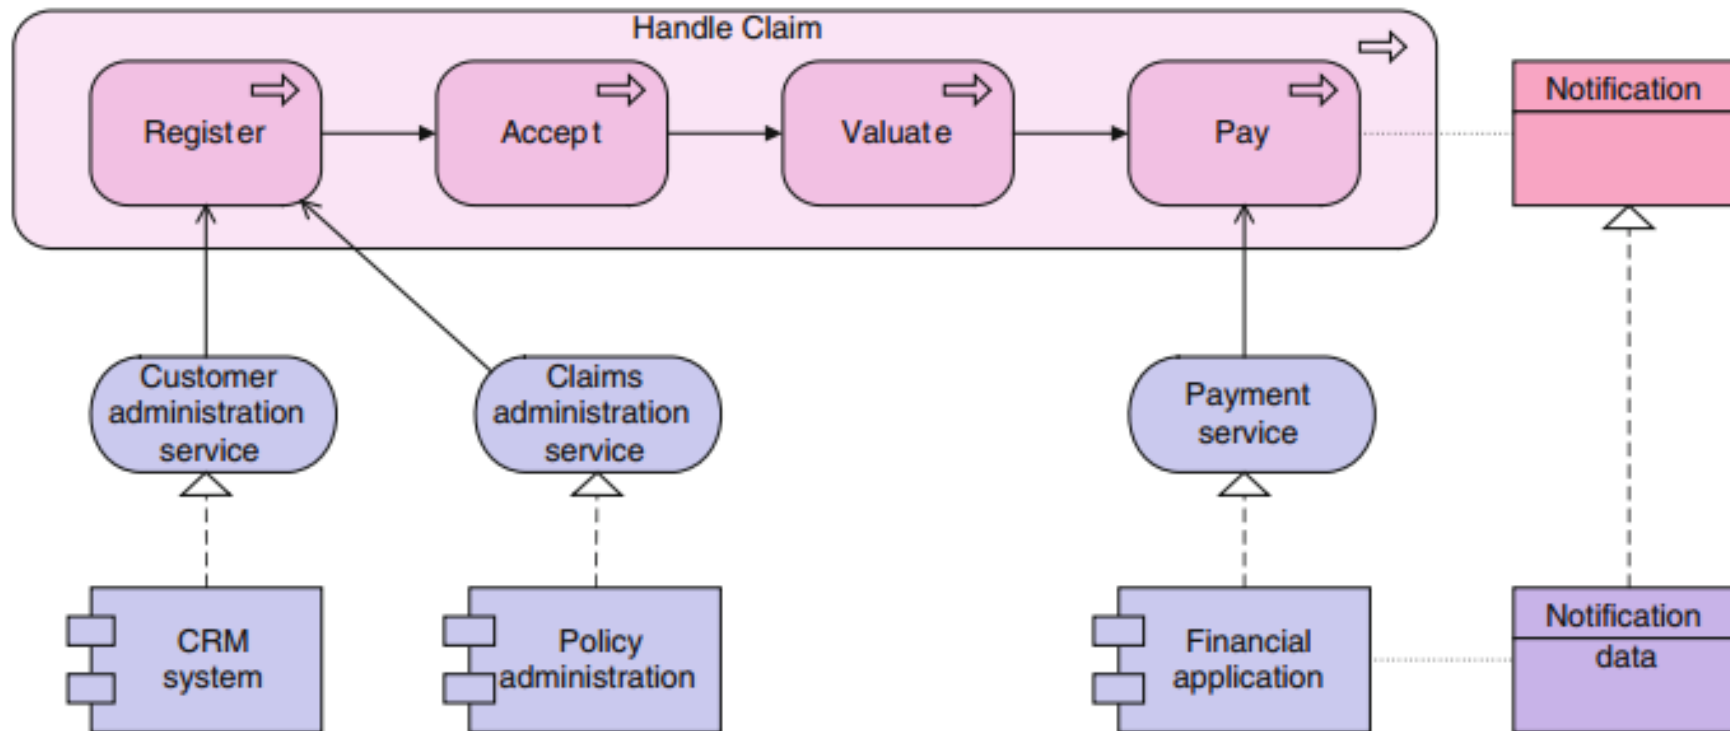 Handle Claim
Register
Accept
Valuate
Pay
Notification
Customer
administration
service
Claims
administration
service
Payment
service
CRM
system
Policy
administration
Financial
application
Notification
data